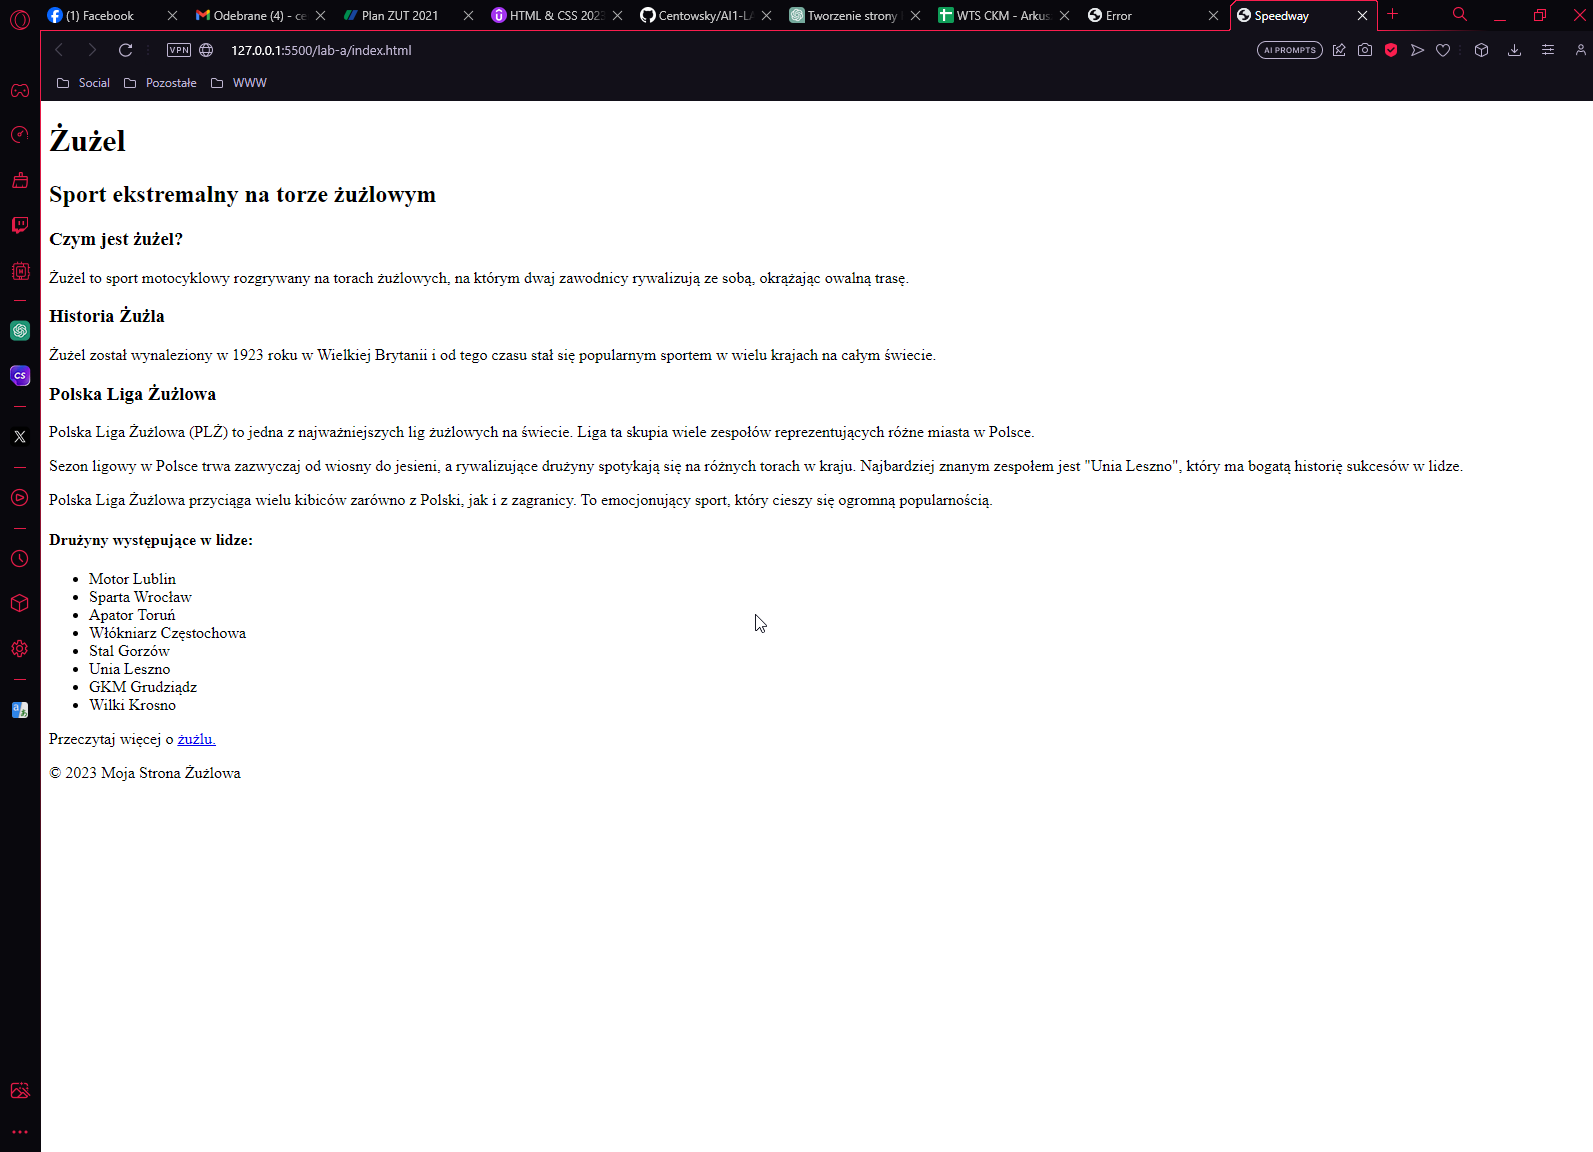 (1) Facebook
Odebrane (4) - ce
Plan ZUT 2021
HTML & CSS 2023
Centowsky/AI1-LA
Tworzenie strony
WTS CKM - Arkus
Error
Speedway
VPN
127.0.0.1:5500/lab-a/index.html
AI PROMPTS
Social
Pozostałe
WWW
Żużel
Sport ekstremalny na torze żużlowym
Czym jest żużel?
Żużel to sport motocyklowy rozgrywany na torach żużlowych, na którym dwaj zawodnicy rywalizują ze sobą, okrążając owalną trasę.
Historia Żużla
Żużel został wynaleziony w 1923 roku w Wielkiej Brytanii i od tego czasu stał się popularnym sportem w wielu krajach na całym świecie.
Polska Liga Żużlowa
Polska Liga Żużlowa (PLŻ) to jedna z najważniejszych lig żużlowych na świecie. Liga ta skupia wiele zespołów reprezentujących różne miasta w Polsce.
Sezon ligowy w Polsce trwa zazwyczaj od wiosny do jesieni, a rywalizujące drużyny spotykają się na różnych torach w kraju. Najbardziej znanym zespołem jest "Unia Leszno", który ma bogatą historię sukcesów w lidze.
Polska Liga Żużlowa przyciąga wielu kibiców zarówno z Polski, jak i z zagranicy. To emocjonujący sport, który cieszy się ogromną popularnością.
Drużyny występujące w lidze:
Motor Lublin
Sparta Wrocław
Apator Toruń
Włókniarz Częstochowa
Stal Gorzów
Unia Leszno
GKM Grudziądz
Wilki Krosno
Przeczytaj więcej o żużlu.
© 2023 Moja Strona Żużlowa
CS